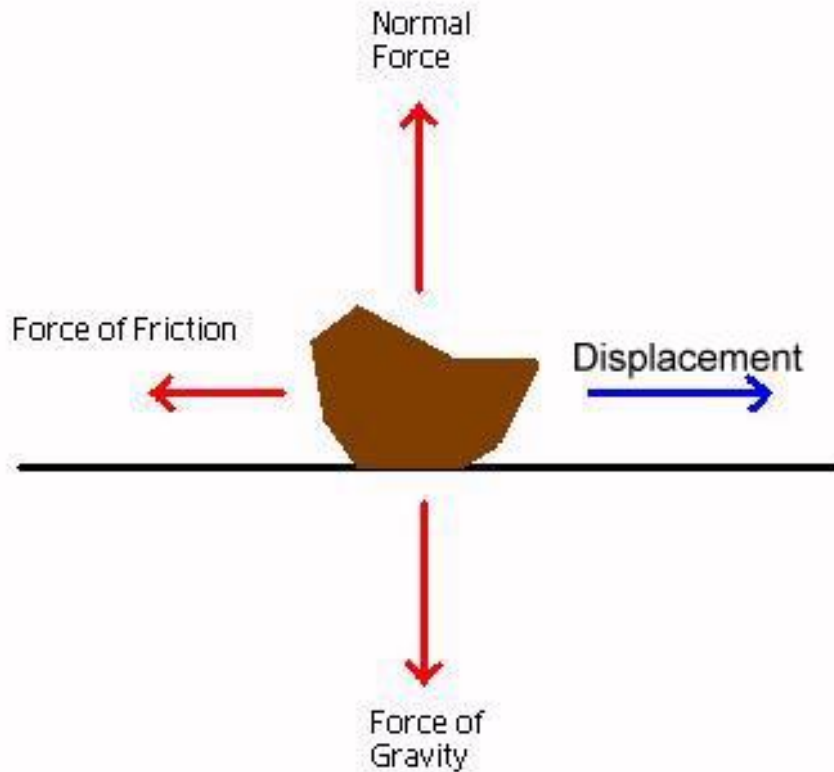 Normal
Force
Force of Friction
Displacement
Force of
Gravity